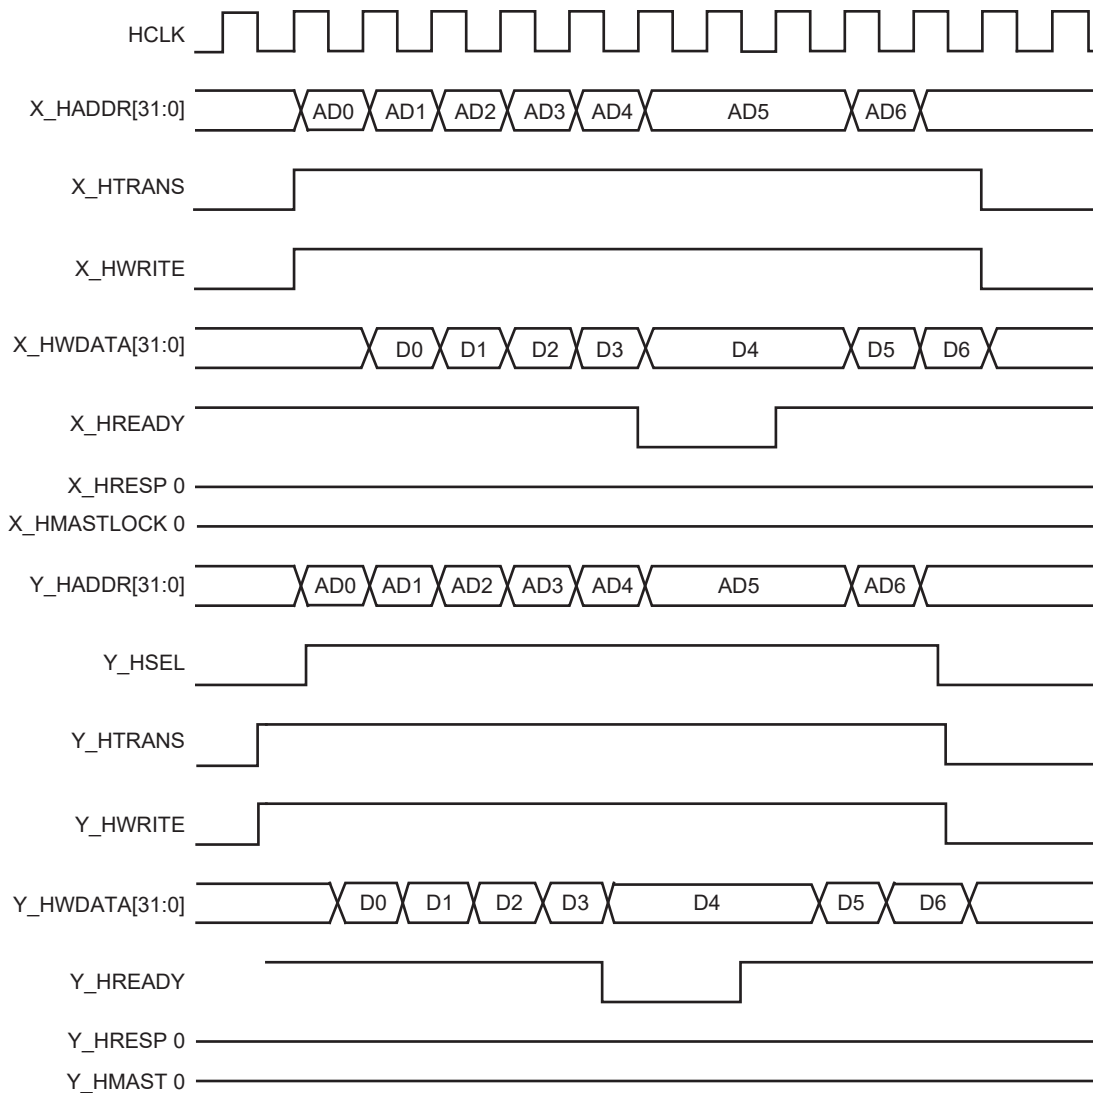 HCLK
X_HADDR[31:0] AD0 AD1 AD2 AD3 AD4 AD5 AD6
X_HTRANS
X_HWRITE
X_HWDATA[31:0] D0 D1 D2 D3 D4 D5 D6
X_HREADY
X_HRESP 0
X_HMASTLOCK 0
Y_HADDR[31:0] AD0 AD1 AD2 AD3 AD4 AD5 AD6
Y_HSEL
Y_HTRANS
Y_HWRITE
Y_HWDATA[31:0] D0 D1 D2 D3 D4 D5 D6
Y_HREADY
Y_HRESP 0
Y_HMAST 0